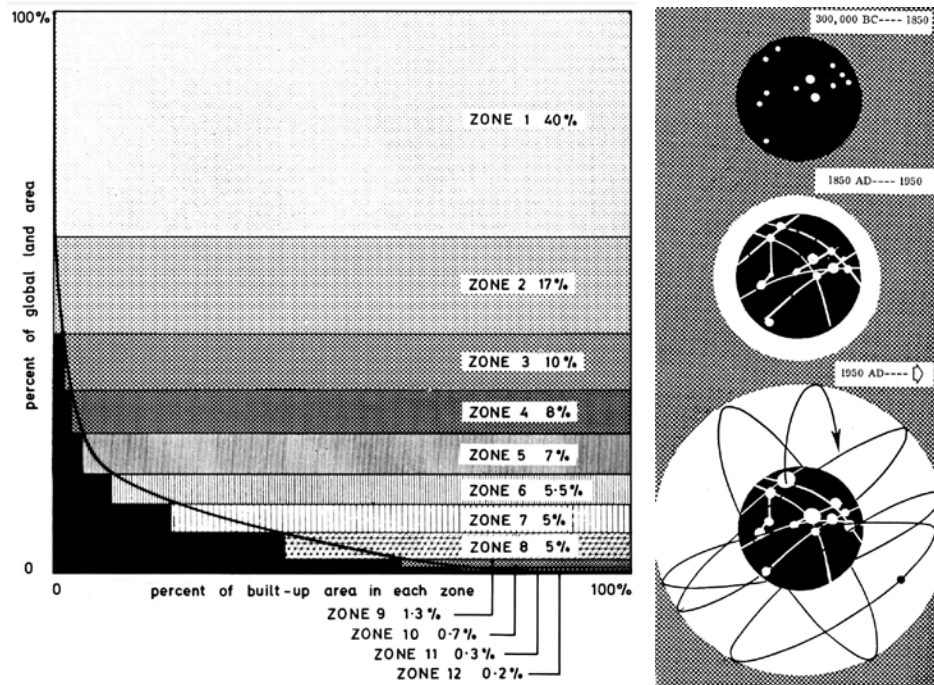 100%
percent of global land area
0
ZONE 1 40%
ZONE 2 17%
ZONE 3 10%
ZONE 4 8%
ZONE 5 7%
ZONE 6 5·5%
ZONE 7 5%
ZONE 8 5%
0
percent of built-up area in each zone
100%
ZONE 9 1·3%
ZONE 10 0·7%
ZONE 11 0·3%
ZONE 12 0·2%
300,000 BC---- 1850
1850 AD---- 1950
1950 AD----